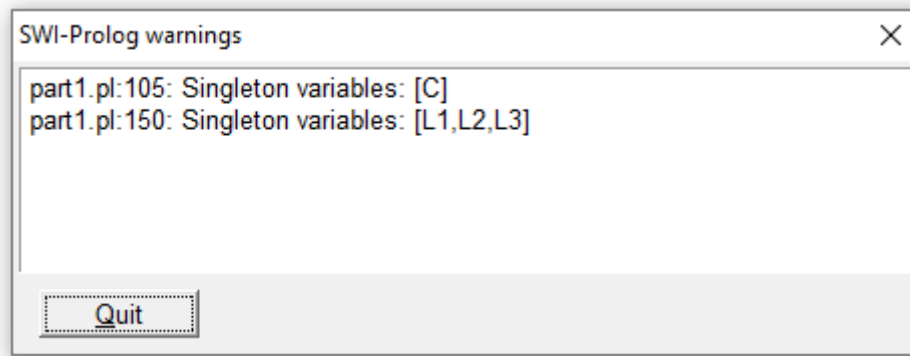 SWI-Prolog warnings
part1.pl:105: Singleton variables: [C]
part1.pl:150: Singleton variables: [L1,L2,L3]
Quit